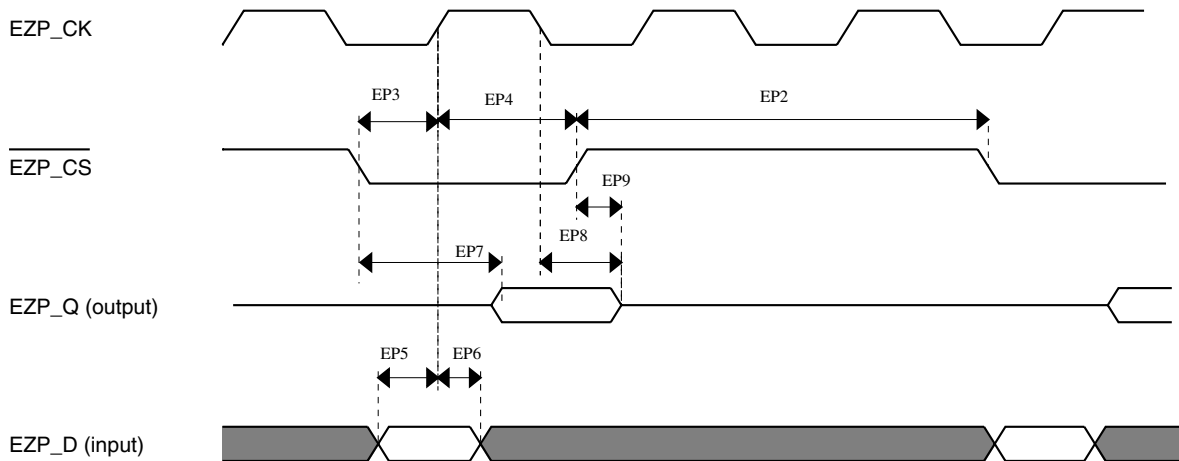 EZP_CK
EP3
EP4
EP2
EZP_CS
EP9
EP8
EP7
EZP_Q (output)
EP5
EP6
EZP_D (input)